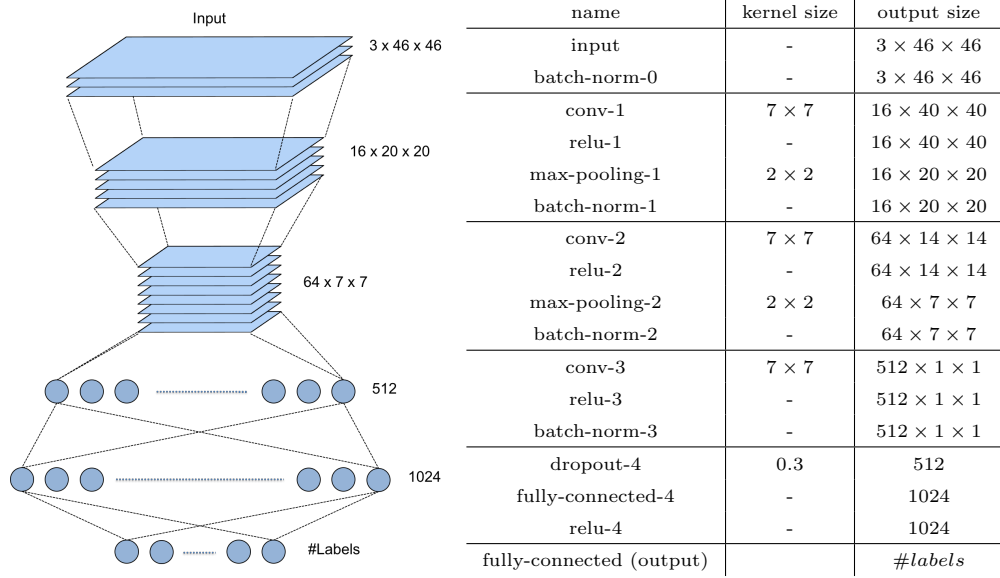 Input
3 x 46 x 46
16 x 20 x 20
64 x 7 x 7
512
1024
#Labels
name kernel size output size
input - 3 × 46 × 46
batch-norm-0 - 3 × 46 × 46
conv-1 7 × 7 16 × 40 × 40
relu-1 - 16 × 40 × 40
max-pooling-1 2 × 2 16 × 20 × 20
batch-norm-1 - 16 × 20 × 20
conv-2 7 × 7 64 × 14 × 14
relu-2 - 64 × 14 × 14
max-pooling-2 2 × 2 64 × 7 × 7
batch-norm-2 - 64 × 7 × 7
conv-3 7 × 7 512 × 1 × 1
relu-3 - 512 × 1 × 1
batch-norm-3 - 512 × 1 × 1
dropout-4 0.3 512
fully-connected-4 - 1024
relu-4 - 1024
fully-connected (output) #labels